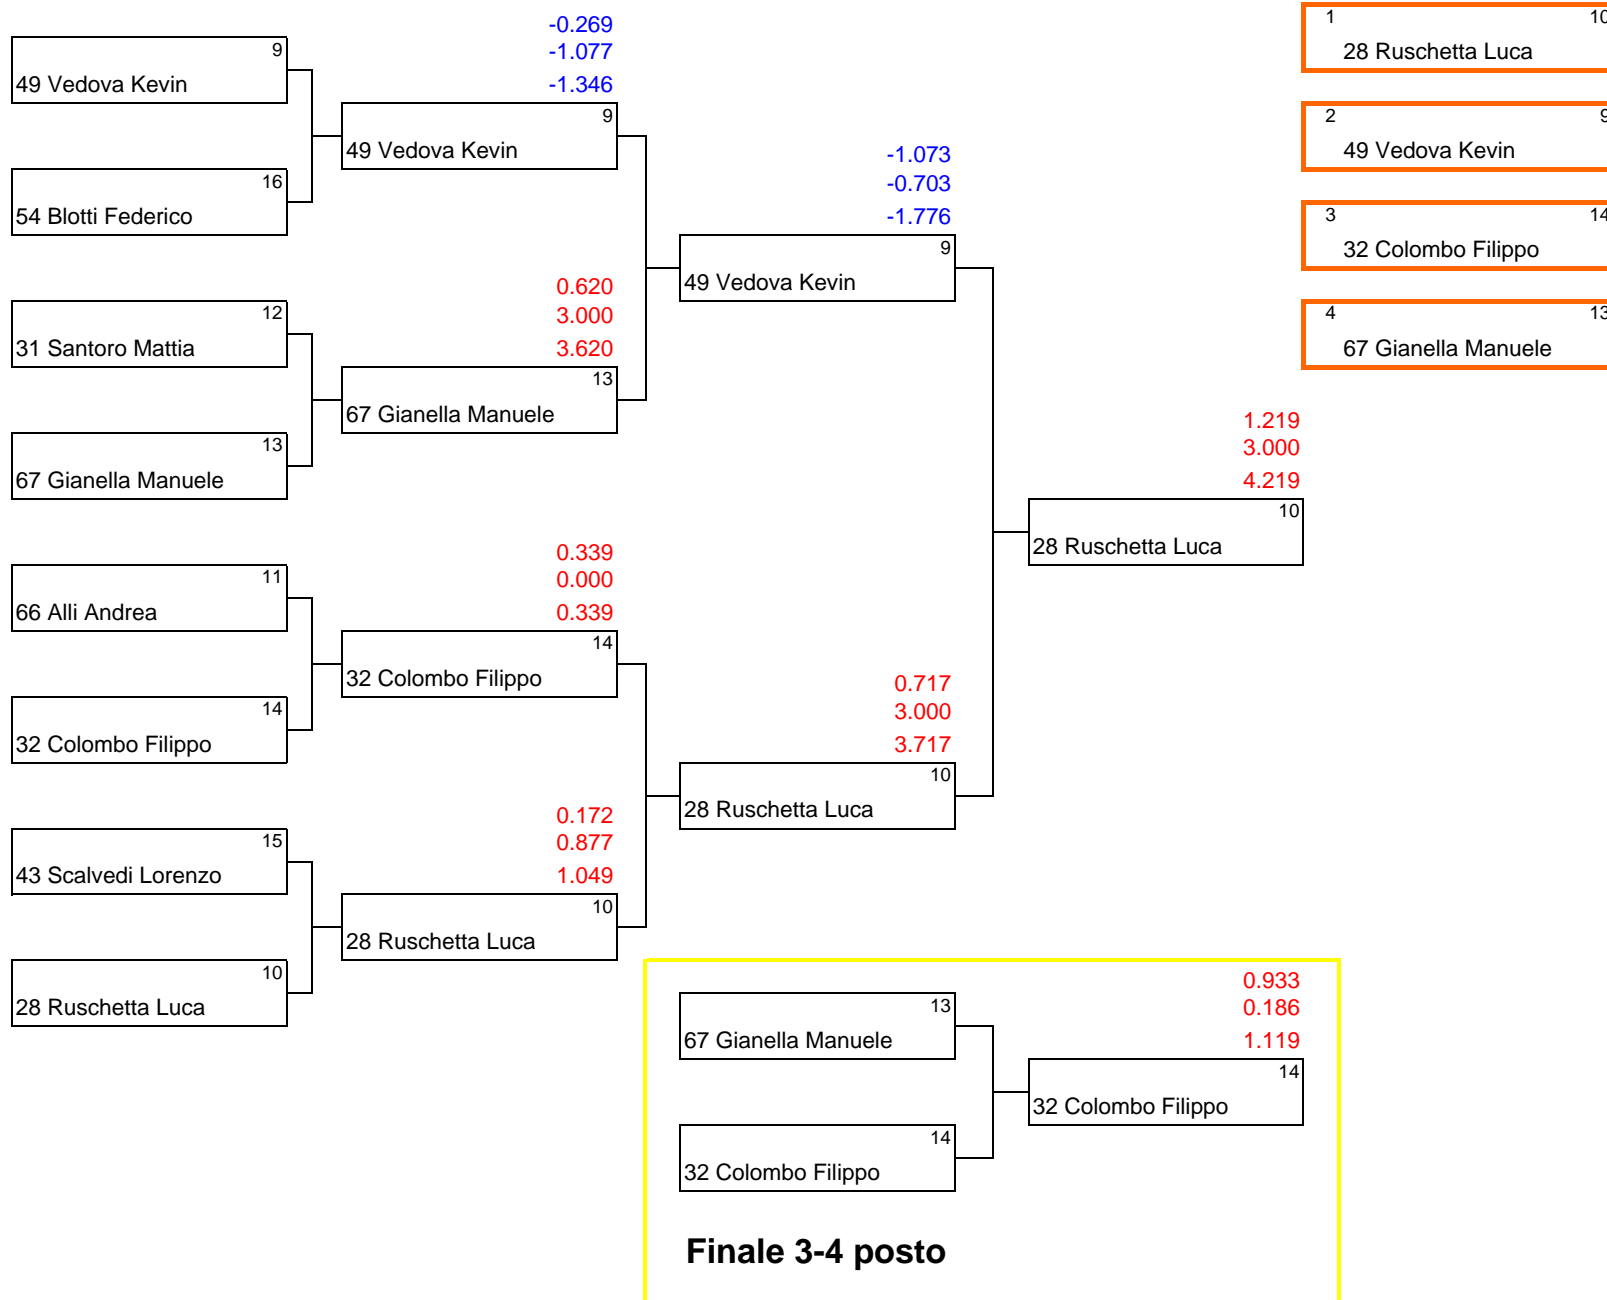 -0.269
-1.077
-1.346
9
49 Vedova Kevin
16
54 Blotti Federico
12
31 Santoro Mattia
13
67 Gianella Manuele
11
66 Alli Andrea
14
32 Colombo Filippo
15
43 Scalvedi Lorenzo
10
28 Ruschetta Luca
9
49 Vedova Kevin
0.620
3.000
3.620
13
67 Gianella Manuele
0.339
0.000
0.339
14
32 Colombo Filippo
0.172
0.877
1.049
10
28 Ruschetta Luca
-1.073
-0.703
-1.776
9
49 Vedova Kevin
0.717
3.000
3.717
10
28 Ruschetta Luca
1.219
3.000
4.219
10
28 Ruschetta Luca
1 10
28 Ruschetta Luca
2 9
49 Vedova Kevin
3 14
32 Colombo Filippo
4 13
67 Gianella Manuele
13
67 Gianella Manuele
14
32 Colombo Filippo
0.933
0.186
1.119
14
32 Colombo Filippo
Finale 3-4 posto